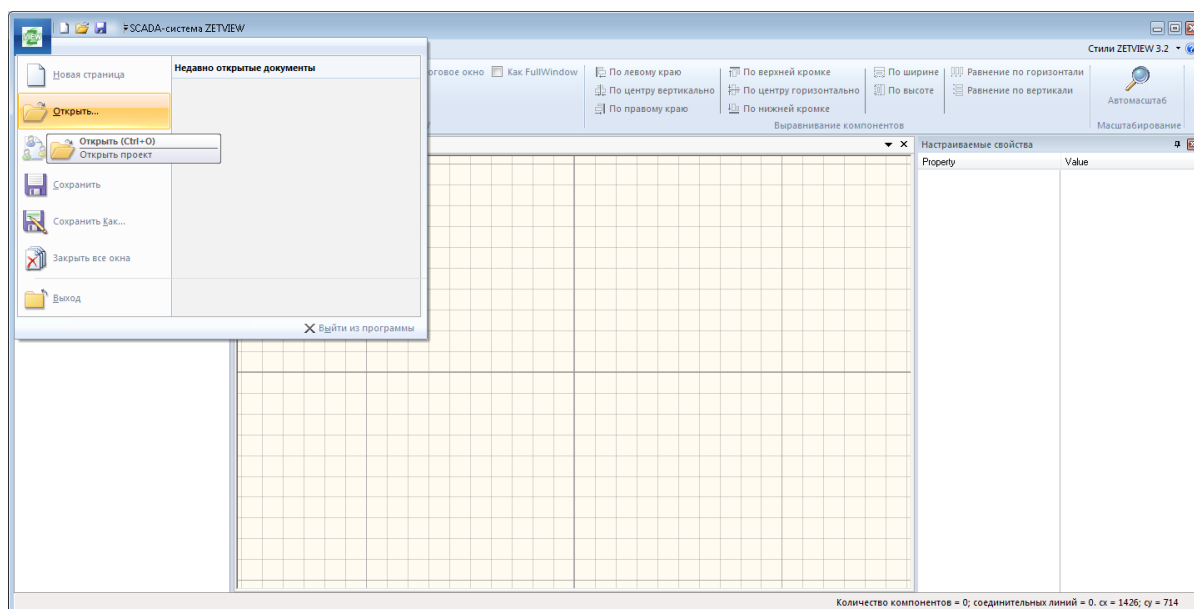 VIEW
SCADA-система ZETVIEW
Стили ZETVIEW 3.2
Новая страница
Недавно открытые документы
Открыть...
Открыть (Ctrl+O)
Открыть проект
Сохранить
Сохранить Как...
Закрыть все окна
Выход
Выйти из программы
оговое окно Как FullWindow
По левому краю По верхней кромке По ширине Равнение по горизонтали
По центру вертикально По центру горизонтально По высоте Равнение по вертикали
По правому краю По нижней кромке
Автомасштаб
Выравнивание компонентов Масштабирование
Настраиваемые свойства
Property Value
Количество компонентов = 0; соединительных линий = 0. cx = 1426; cy = 714